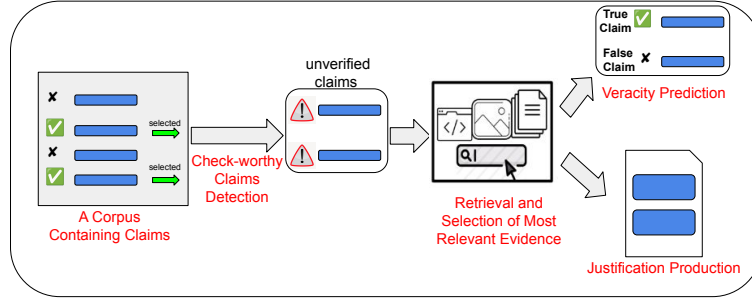 selected
selected
A Corpus
Containing Claims
Check-worthy
Claims
Detection
unverified
claims
</>
Retrieval and
Selection of Most
Relevant Evidence
True
Claim
False
Claim
Veracity Prediction
Justification Production